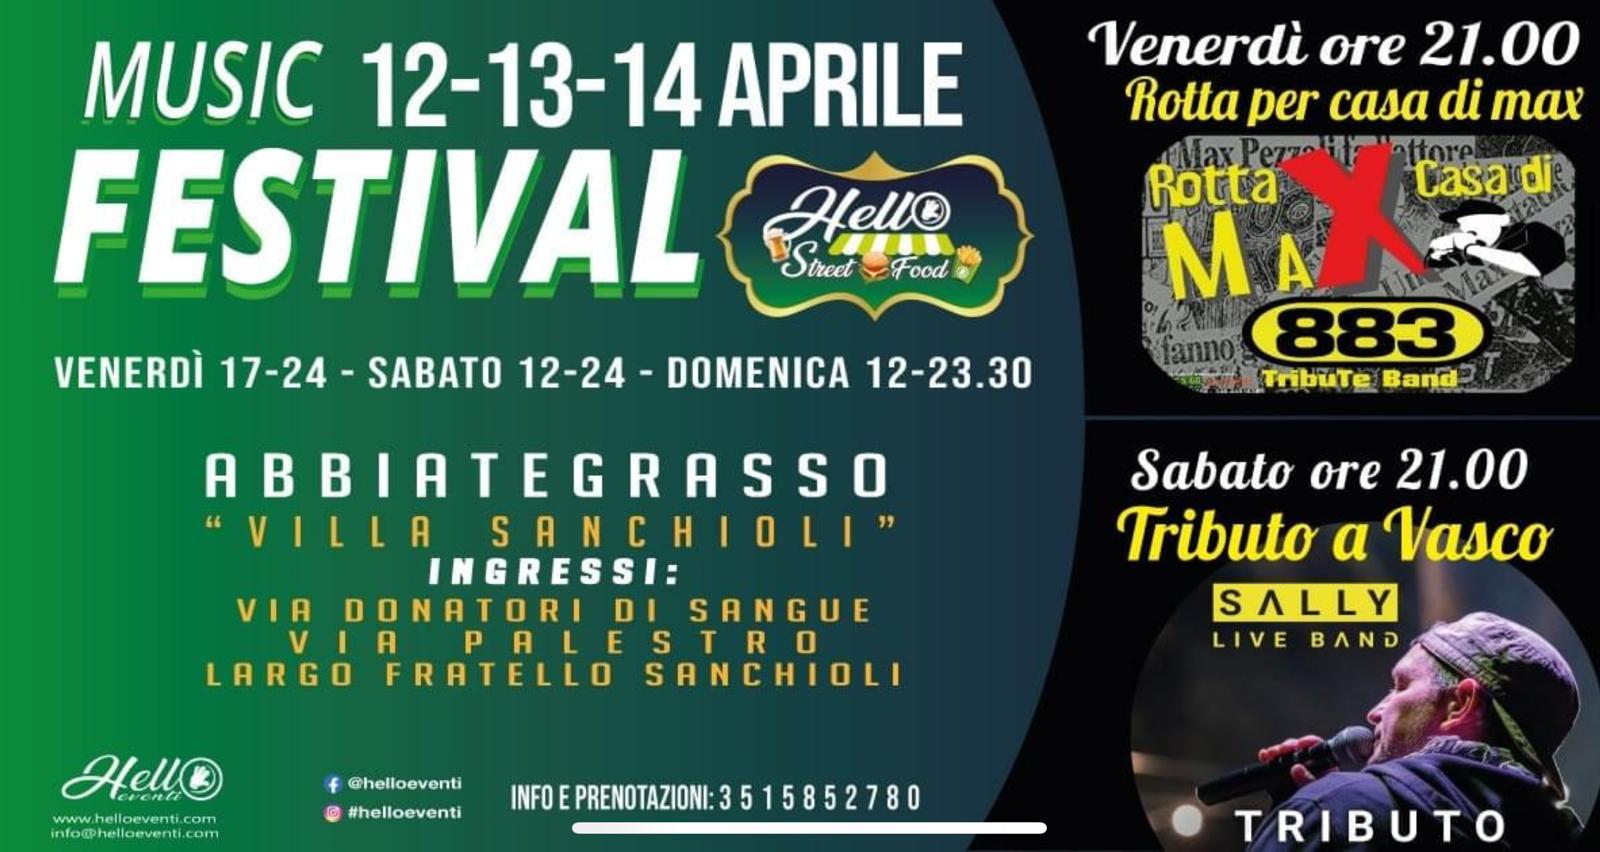 MUSIC 12-13-14 APRILE
FESTIVAL
Hello
Street Food
VENERDÌ 17-24 - SABATO 12-24 - DOMENICA 12-23.30
ABBIATEGRASSO
“VILLA SANCHIOLI”
INGRESSI:
VIA DONATORI DI SANGUE
VIA PALESTRO
LARGO FRATELLO SANCHIOLI
Hello
eventi
www.helloeventi.com
info@helloeventi.com
@helloeventi
#helloeventi
INFO E PRENOTAZIONI: 3515852780
Venerdì ore 21.00
Rotta per casa di max
Max Pezzali
Rotta X Casa di
MAX
fanno
883
TribuTe Band
Sabato ore 21.00
Tributo a Vasco
SALLY
LIVE BAND
TRIBUTO